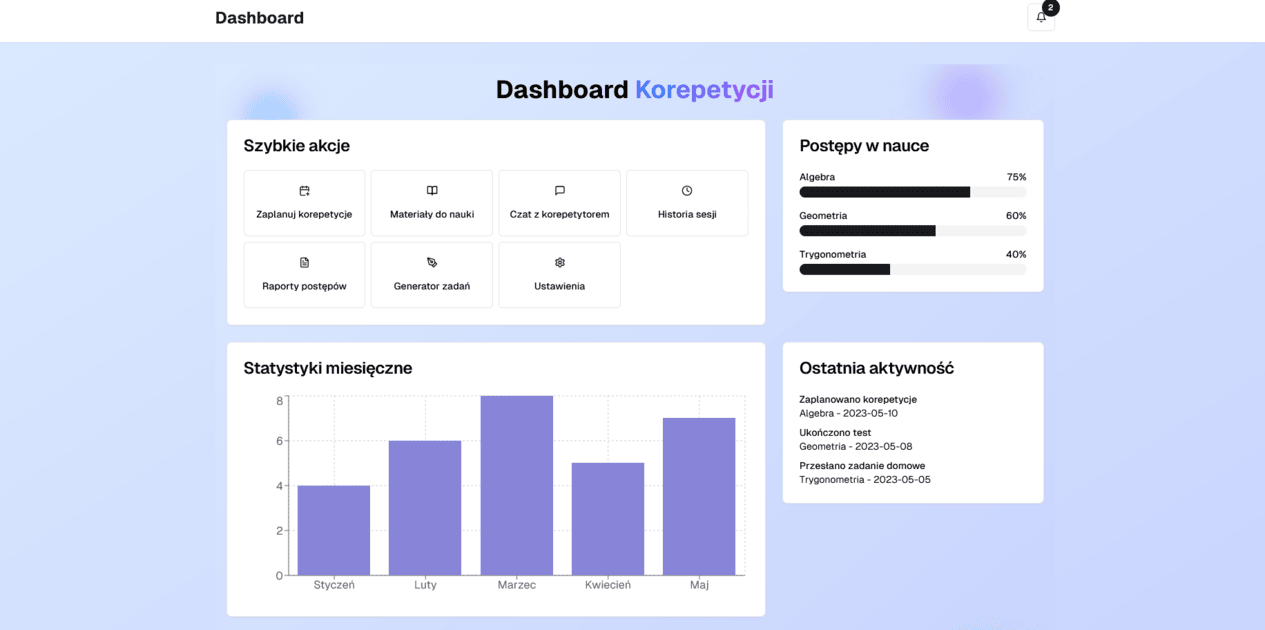 Dashboard
2
Dashboard Korepetycji
Szybkie akcje
Zaplanuj korepetycje
Materiały do nauki
Czat z korepetytorem
Historia sesji
Raporty postępów
Generator zadań
Ustawienia
Postępy w nauce
Algebra 75%
Geometria 60%
Trygonometria 40%
Statystyki miesięczne
8
6
4
2
0
Styczeń Luty Marzec Kwiecień Maj
Ostatnia aktywność
Zaplanowano korepetycje
Algebra - 2023-05-10
Ukończono test
Geometria - 2023-05-08
Przesłano zadanie domowe
Trygonometria - 2023-05-05